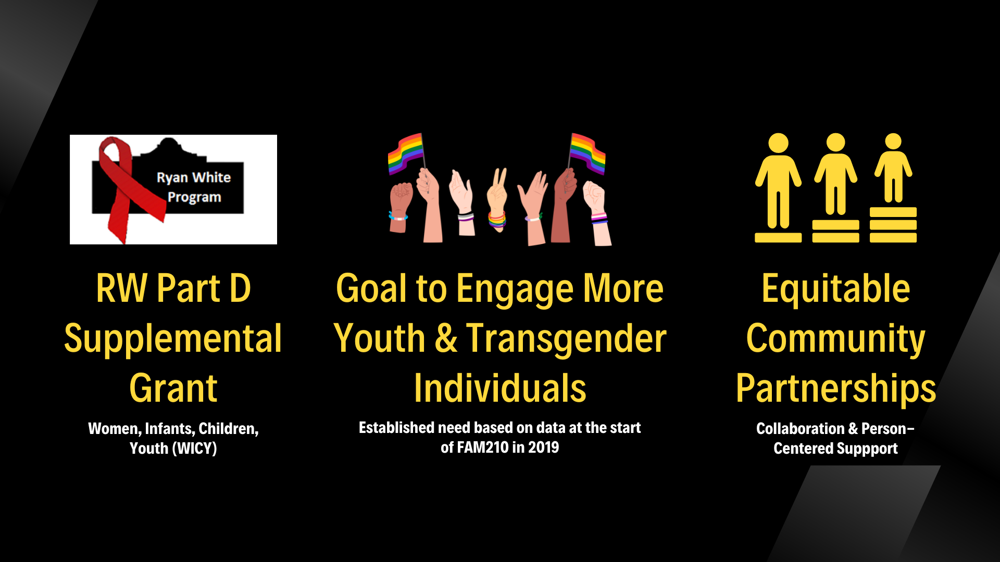 Ryan White
Program
RW Part D
Supplemental
Grant
Women, Infants, Children,
Youth (WICY)
Goal to Engage More
Youth & Transgender
Individuals
Established need based on data at the start
of FAM210 in 2019
Equitable
Community
Partnerships
Collaboration & Person-
Centered Suppport